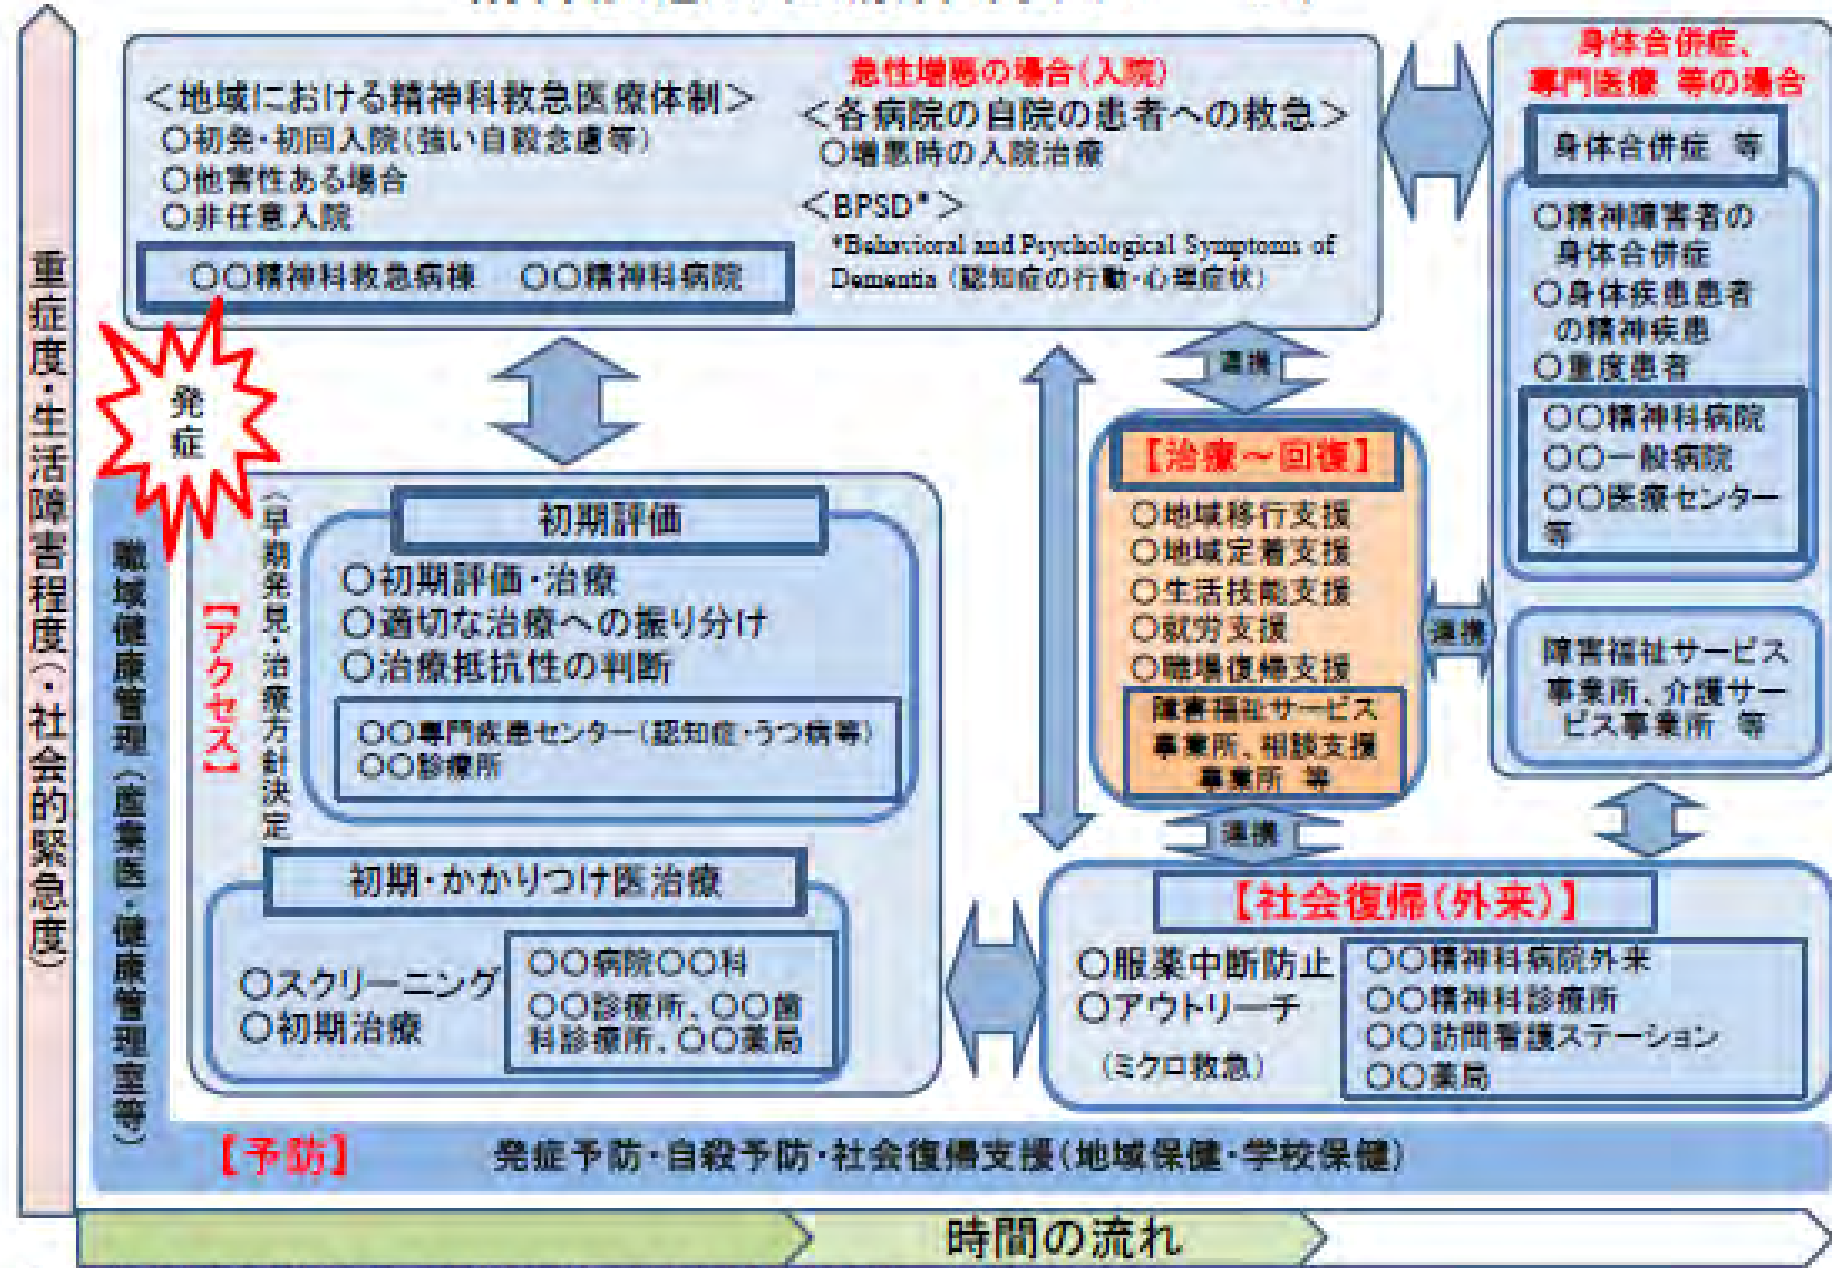 重症度・生活障害程度(・社会的緊急度)
<地域における精神科救急医療体制>
○初発・初回入院(強い自殺念慮等)
○他害性ある場合
○非任意入院
○○精神科救急病棟 ○○精神科病院
急性増悪の場合(入院)
<各病院の自院の患者への救急>
○増悪時の入院治療
<BPSD*>
*Behavioral and Psychological Symptoms of
Dementia (認知症の行動・心理症状)
身体合併症、
専門医療 等の場合
身体合併症 等
○精神障害者の
身体合併症
○身体疾患患者
の精神疾患
○重度患者
○○精神科病院
○○一般病院
○○医療センター
等
障害福祉サービス
事業所、介護サー
ビス事業所 等
発症
連携
【治療~回復】
○地域移行支援
○地域定着支援
○生活技能支援
○就労支援
○職場復帰支援
障害福祉サービス
事業所、相談支援
事業所 等
連携
連携
職域健康管理(産業医・健康管理室等)
【アクセス】
(早期発見・治療方針決定
初期評価
○初期評価・治療
○適切な治療への振り分け
○治療抵抗性の判断
○○専門疾患センター(認知症・うつ病等)
○○診療所
初期・かかりつけ医治療
○スクリーニング
○初期治療
○○病院○○科
○○診療所、○○歯
科診療所、○○薬局
【社会復帰(外来)】
○服薬中断防止
○アウトリーチ
(ミクロ救急)
○○精神科病院外来
○○精神科診療所
○○訪問看護ステーション
○○薬局
【予防】 発症予防・自殺予防・社会復帰支援(地域保健・学校保健)
時間の流れ